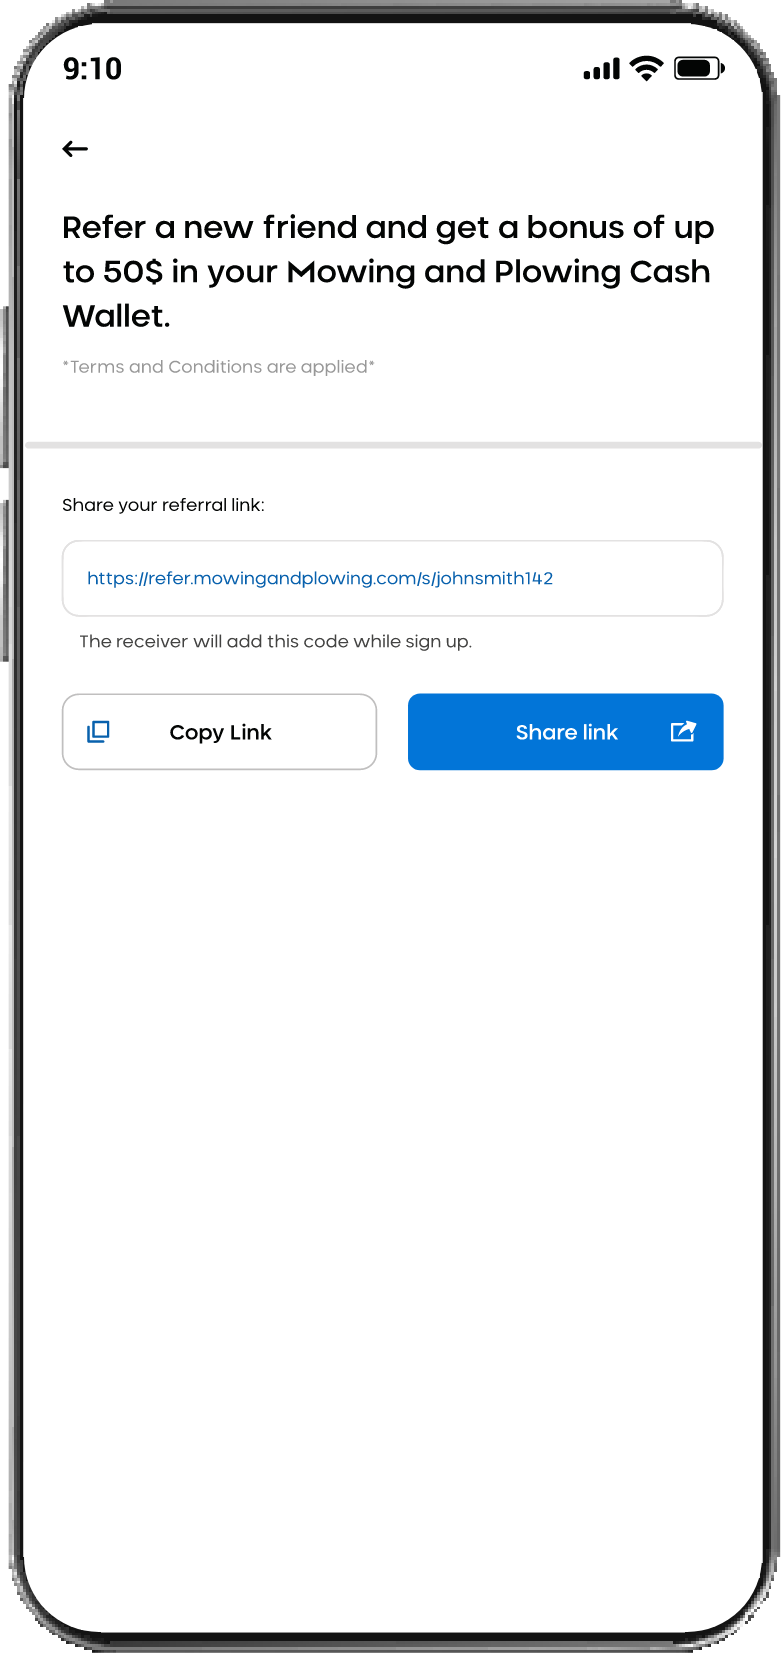 9:10
Refer a new friend and get a bonus of up
to 50$ in your Mowing and Plowing Cash
Wallet.
*Terms and Conditions are applied*
Share your referral link:
https://refer.mowingandplowing.com/s/johnsmith142
The receiver will add this code while sign up.
Copy Link
Share link